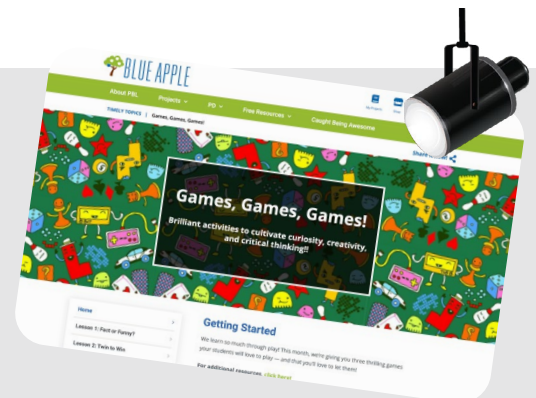 BLUE APPLE
About PBL Projects PD Free Resources Caught Being Awesome
TIMELY TOPICS | Games, Games, Games!
Games, Games, Games!
Brilliant activities to cultivate curiosity, creativity,
and critical thinking!!
Home
Lesson 1: Fact or Funny?
Lesson 2: Twin to Win
Getting Started
We learn so much through play! This month, we're giving you three thrilling games
your students will love to play — and that you'll love to let them!
For additional resources, click here!